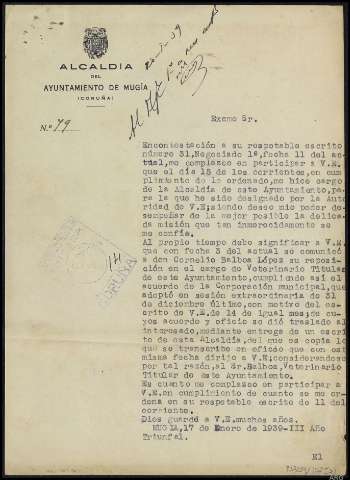 ALCALDIA
DEL
AYUNTAMIENTO DE MUGÍA
(CORUÑA)
N.º 79
Excmo Sr.
Encontestación a su respetable escrito
número 31, Negociado 1º, fecha 11 del ac-
tual, me complazco en participar a V.E.
que el día 15 de los corrientes, en cum
plimiento de lo ordenado, me hice cargo
de la Alcaldía de este Ayuntamiento, pa-
ra la que he sido designado por la Auto
ridad de V.E, siendo deseo mio poder de-
sempeñar de la mejor posible la delica-
da misión que tan inmerecidamente se
me confía.
Al propio tiempo debo significar a V.E.
que con fecha 5 del actual se comunicó
a don Cornelio Balboa López su reposi-
ción en el cargo de Veterinario Titular
de este Ayuntamiento, cumpliendo así el
acuerdo de la Corporación municipal, que
adoptó en sesión extraordinaria de 31
de diciembre último, con motivo del es-
crito de V.E, de 14 de igual mes, de cu-
yos acuerdo y oficio se dió traslado al
interesado, mediante entrega de un escri
to de esta Alcaldía, del que es copia lo
que se transcribe en oficio que con est
misma fecha dirijo a V.E, considerando
por tal razón, al Sr. Balboa, Veterinario
Titular de este Ayuntamiento.
Es cuanto me complazco en participar a
V.E, en cumplimiento de cuanto se me or-
dena en su respetable escrito de 11 del
corriente.
Dios guarde a V.E, muchos años.
MUGIA, 17 de Enero de 1939-III Año
Triunfal.
El
CORUÑA
ARG